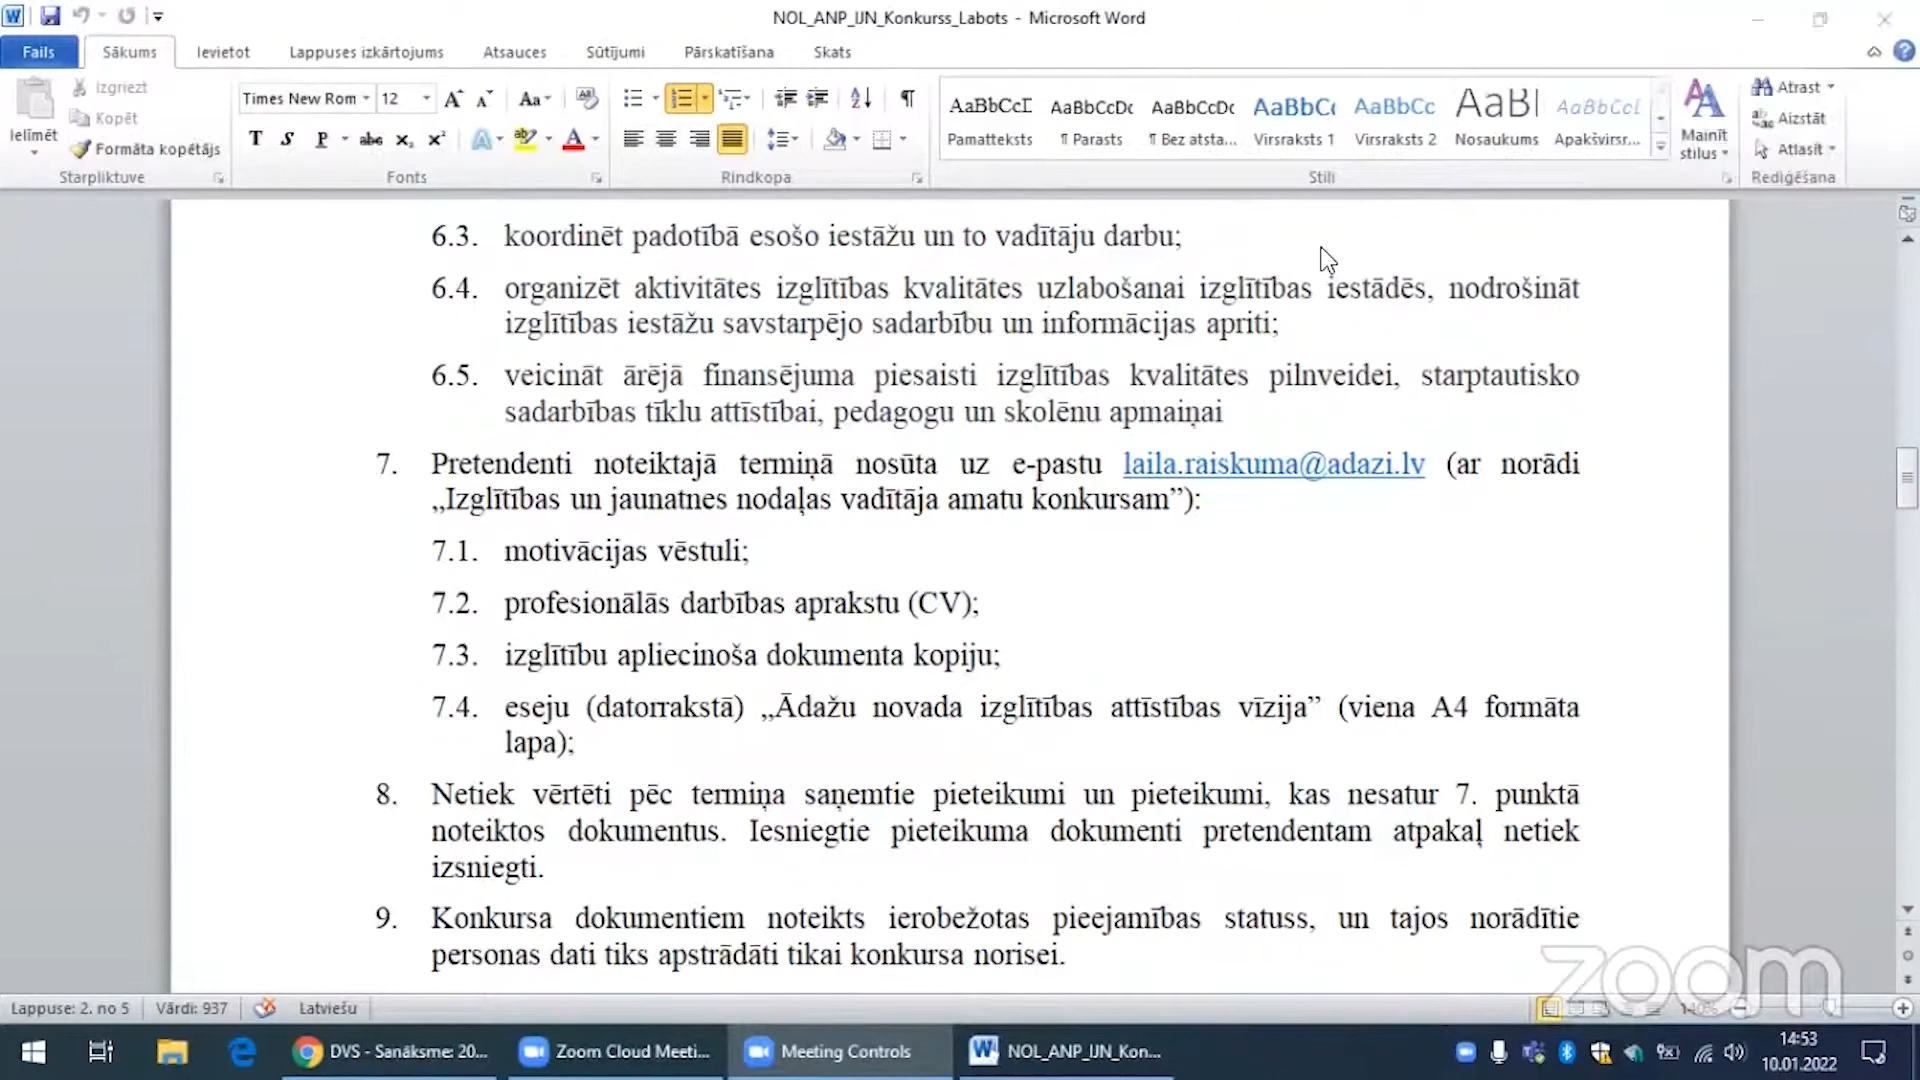 NOL_ANP_IJN_Konkurss_Labots - Microsoft Word
Fails Sākums Ievietot Lappuses izkārtojums Atsauces Sūtījumi Pārskatīšana Skats
Ielīmēt
Izgriezt
Kopēt
Formāta kopētājs
Starpliktuve
Times New Rom 12
Fonts
Rindkopa
AaBbCcI AaBbCcDc AaBbCcDc AaBbC AaBbCc AaB AaBbCcL
Pamatteksts ¶ Parasts ¶ Bez atsta... Virsraksts 1 Virsraksts 2 Nosaukums Apakšvirsr...
Stili
Mainīt
stilus
Atrast
Aizstāt
Atlasīt
Rediģēšana
6.3. koordinēt padotībā esošo iestāžu un to vadītāju darbu;
6.4. organizēt aktivitātes izglītības kvalitātes uzlabošanai izglītības iestādēs, nodrošināt
izglītības iestāžu savstarpējo sadarbību un informācijas apriti;
6.5. veicināt ārējā finansējuma piesaisti izglītības kvalitātes pilnveidei, starptautisko
sadarbības tīklu attīstībai, pedagogu un skolēnu apmaiņai
7. Pretendenti noteiktajā termiņā nosūta uz e-pastu laila.raiskuma@adazi.lv (ar norādi
„Izglītības un jaunatnes nodaļas vadītāja amatu konkursam”):
7.1. motivācijas vēstuli;
7.2. profesionālās darbības aprakstu (CV);
7.3. izglītību apliecinoša dokumenta kopiju;
7.4. eseju (datorrakstā) „Ādažu novada izglītības attīstības vīzija” (viena A4 formāta
lapa);
8. Netiek vērtēti pēc termiņa saņemtie pieteikumi un pieteikumi, kas nesatur 7. punktā
noteiktos dokumentus. Iesniegtie pieteikuma dokumenti pretendentam atpakaļ netiek
izsniegti.
9. Konkursa dokumentiem noteikts ierobežotas pieejamības statuss, un tajos norādītie
personas dati tiks apstrādāti tikai konkursa norisei.
zoom
Lappuse: 2. no 5 Vārdi: 937 Latviešu 140%
DVS - Sanāksme: 20... Zoom Cloud Meeti... Meeting Controls NOL_ANP_IJN_Kon...
14:53
10.01.2022